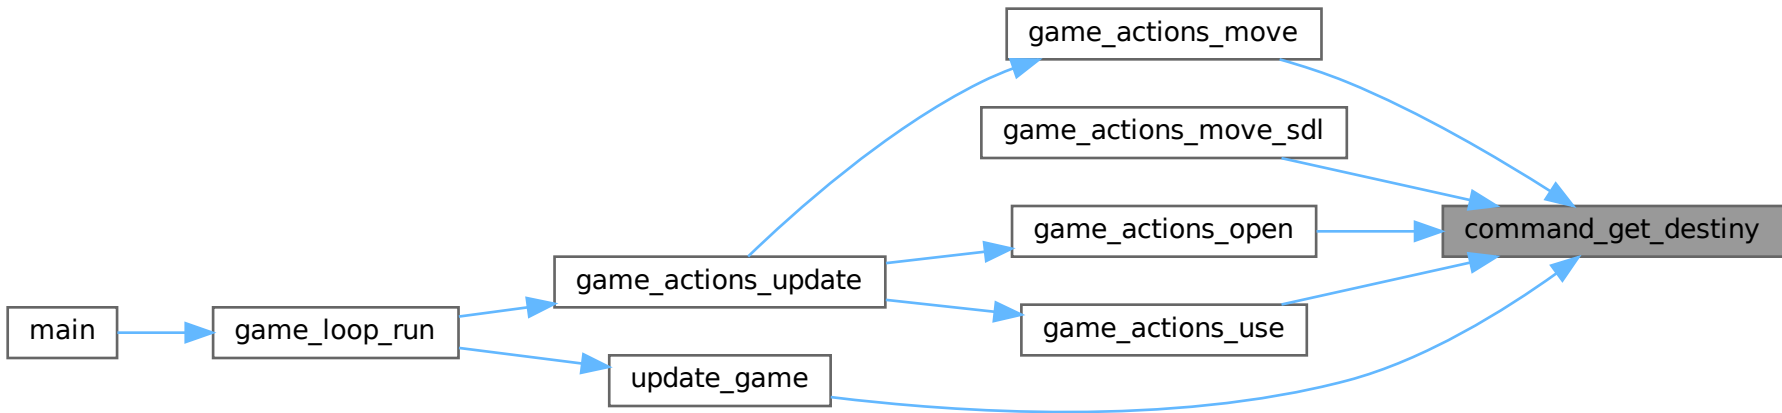 game_actions_move
game_actions_move_sdl
game_actions_open
command_get_destiny
game_actions_update
main
game_loop_run
game_actions_use
update_game